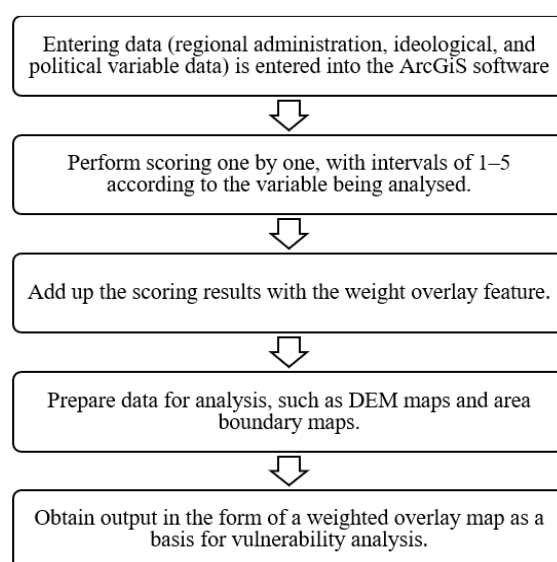 Entering data (regional administration, ideological, and
political variable data) is entered into the ArcGiS software
Perform scoring one by one, with intervals of 1–5
according to the variable being analysed.
Add up the scoring results with the weight overlay feature.
Prepare data for analysis, such as DEM maps and area
boundary maps.
Obtain output in the form of a weighted overlay map as a
basis for vulnerability analysis.